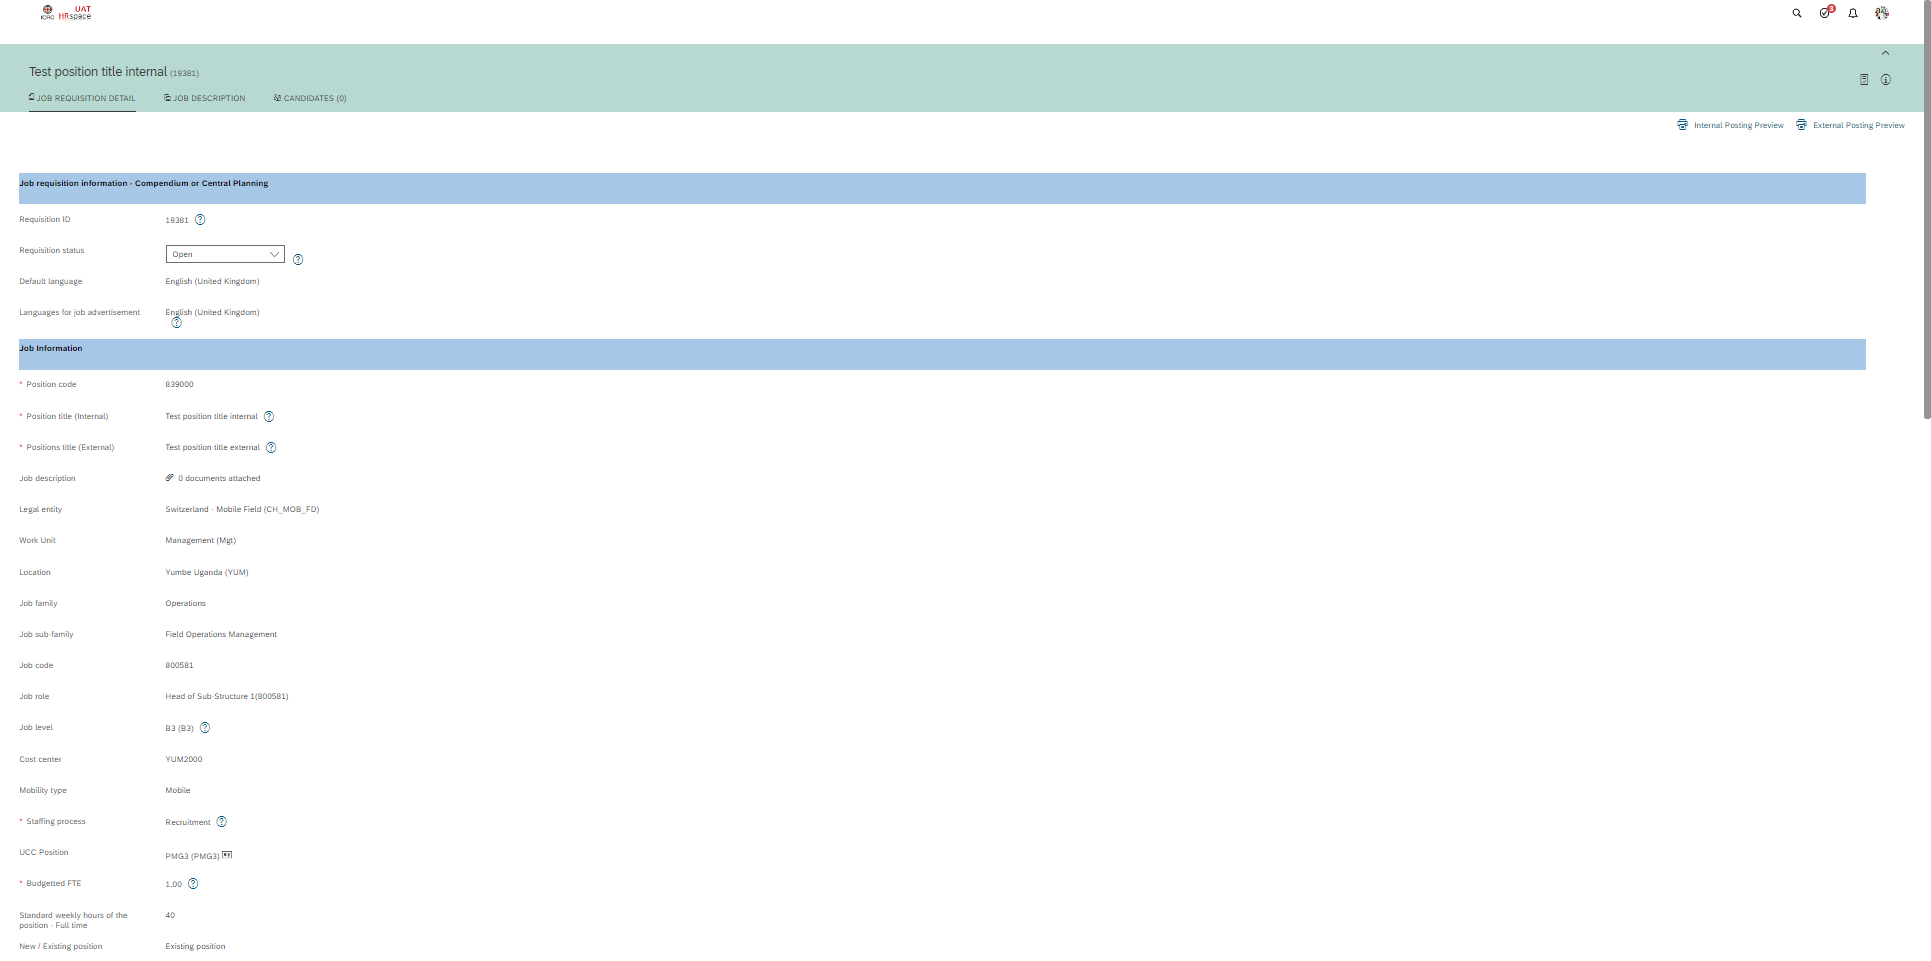 ICRC
UAT
HRspace
3
Test position title internal (19381)
JOB REQUISITION DETAIL
JOB DESCRIPTION
CANDIDATES (0)
Internal Posting Preview
External Posting Preview
Job requisition information - Compendium or Central Planning
Requisition ID 19381
Requisition status Open
Default language English (United Kingdom)
Languages for job advertisement English (United Kingdom)
Job Information
* Position code 839000
* Position title (Internal) Test position title internal
* Positions title (External) Test position title external
Job description 0 documents attached
Legal entity Switzerland - Mobile Field (CH_MOB_FD)
Work Unit Management (Mgt)
Location Yumbe Uganda (YUM)
Job family Operations
Job sub-family Field Operations Management
Job code 800581
Job role Head of Sub-Structure 1(800581)
Job level B3 (B3)
Cost center YUM2000
Mobility type Mobile
* Staffing process Recruitment
UCC Position PMG3 (PMG3)
* Budgetted FTE 1.00
Standard weekly hours of the 40
position - Full time
New / Existing position Existing position